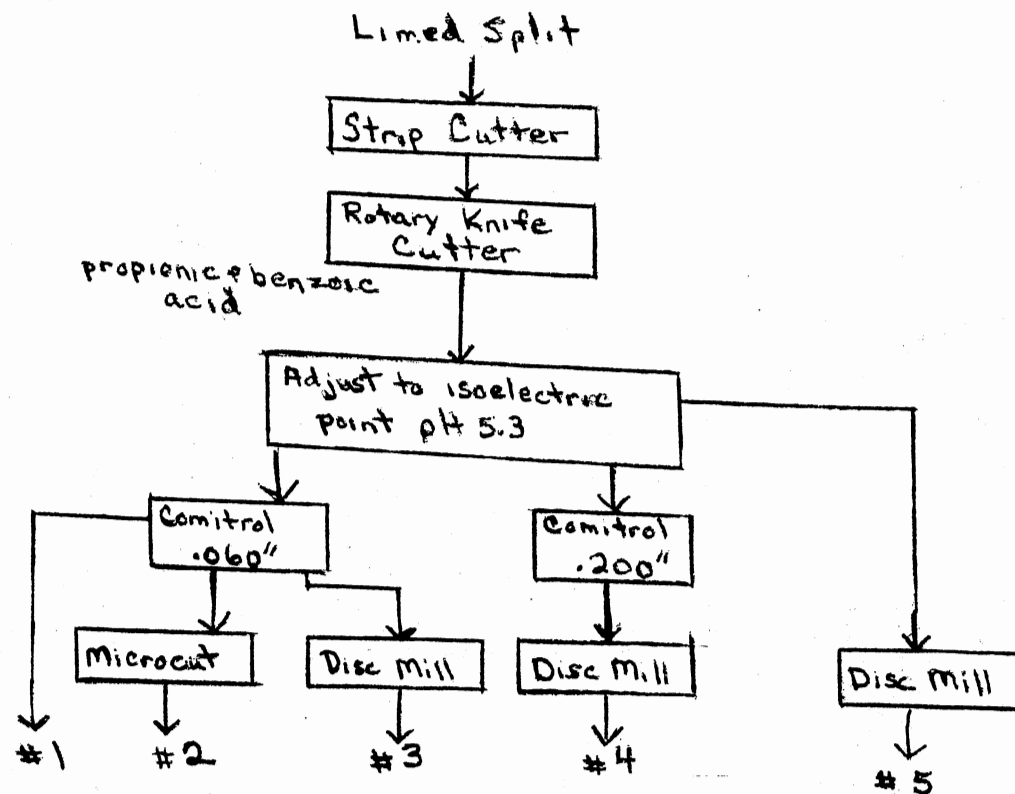 Limed Split
Strip Cutter
Rotary Knife
Cutter
propionic & benzoic
acid
Adjust to isoelectric
point pH 5.3
Comitrol
.060"
Comitrol
.200"
Microcut
Disc Mill
Disc Mill
Disc Mill
#1
#2
#3
#4
#5